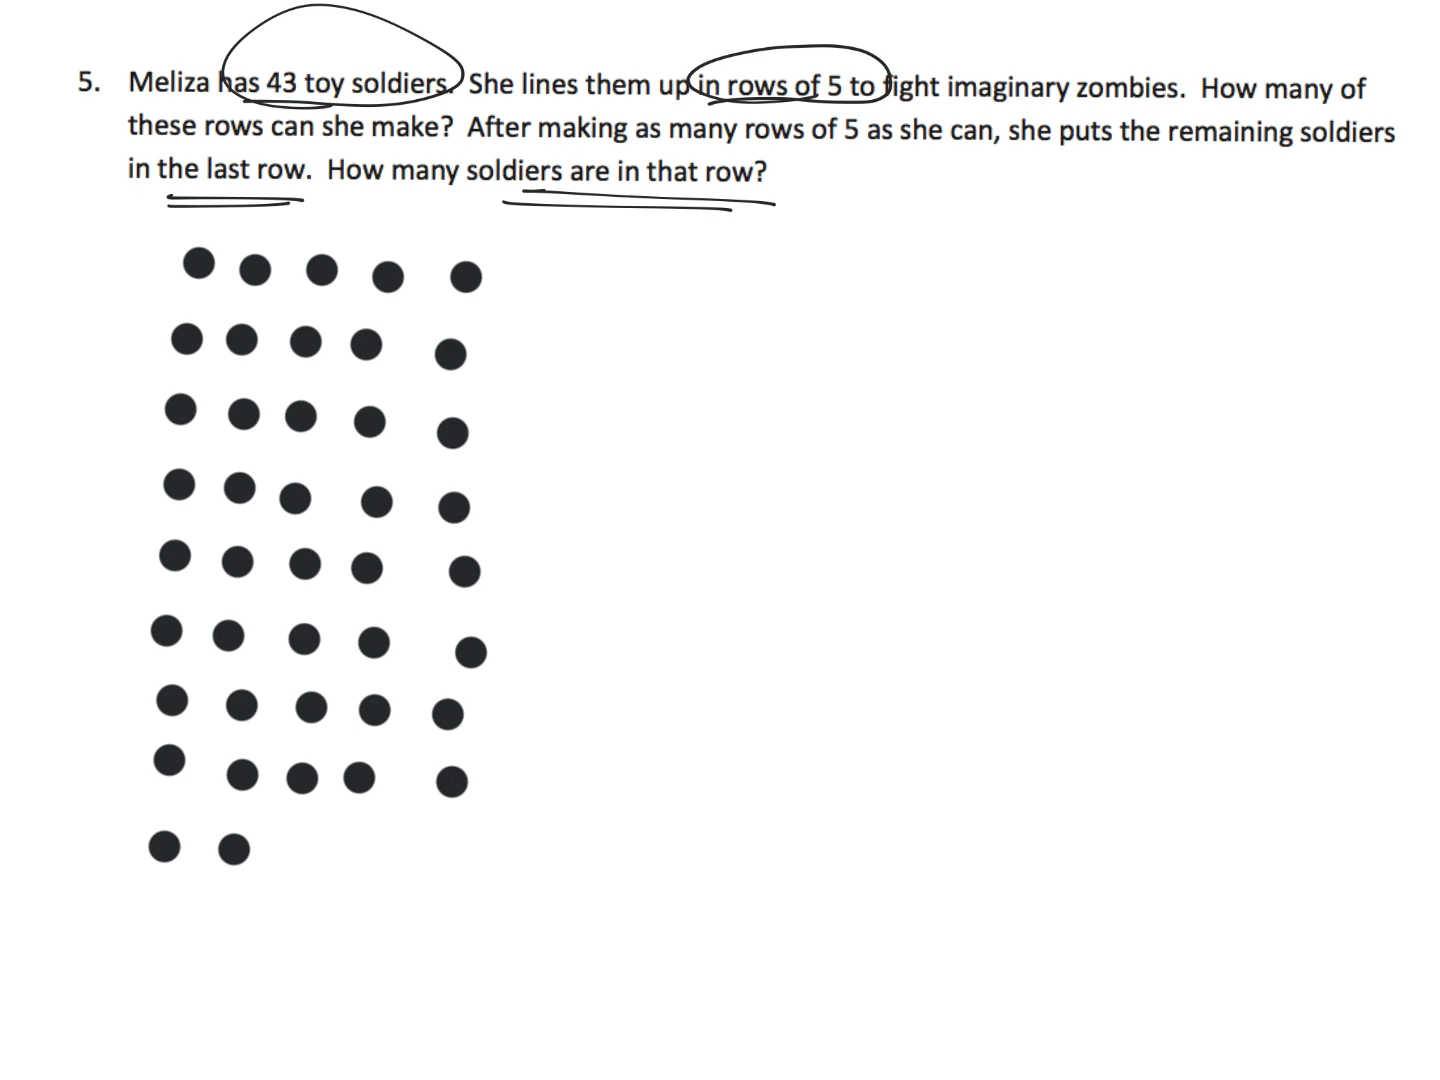 5. Meliza has 43 toy soldiers. She lines them up in rows of 5 to fight imaginary zombies. How many of
these rows can she make? After making as many rows of 5 as she can, she puts the remaining soldiers
in the last row. How many soldiers are in that row?